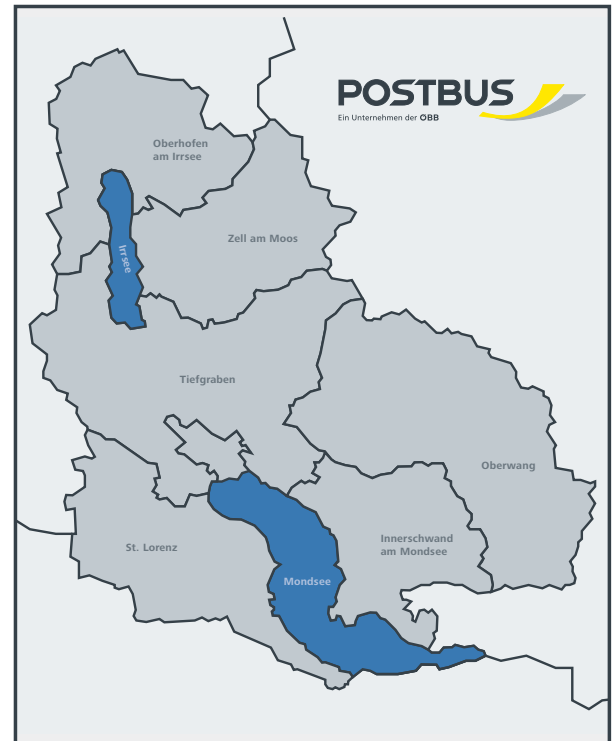 POSTBUS
Ein Unternehmen der ÖBB
Oberhofen
am Irrsee
Zell am Moos
Irrsee
Tiefgraben
Oberwang
Innerschwand
am Mondsee
St. Lorenz
Mondsee